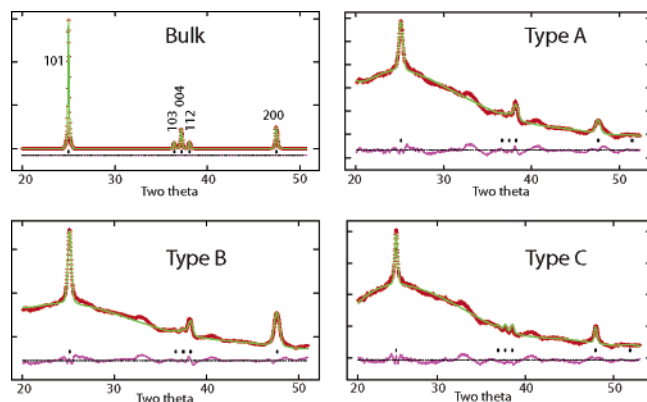 Bulk
101
103
004
112
200
20 30 40 50
Two theta
Type A
20 30 40 50
Two theta
Type B
20 30 40 50
Two theta
Type C
20 30 40 50
Two theta